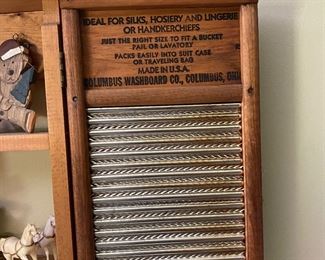 IDEAL FOR SILKS, HOSIERY AND LINGERIE
OR HANDKERCHIEFS
JUST THE RIGHT SIZE TO FIT A BUCKET
PAIL OR LAVATORY
PACKS EASILY INTO SUIT CASE
OR TRAVELING BAG
MADE IN U.S.A.
COLUMBUS WASHBOARD CO., COLUMBUS, OHI